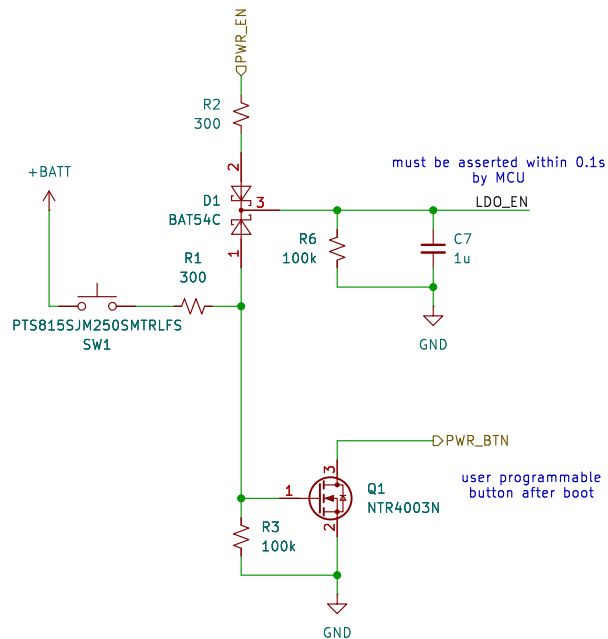 PWR_EN
R2
300
2
must be asserted within 0.1s
by MCU
+BATT
D1
BAT54C
3
LDO_EN
1
R6
100k
C7
1u
R1
300
PTS815SJM250SMTRLFS
SW1
GND
PWR_BTN
3
1
Q1
NTR4003N
user programmable
button after boot
2
R3
100k
GND